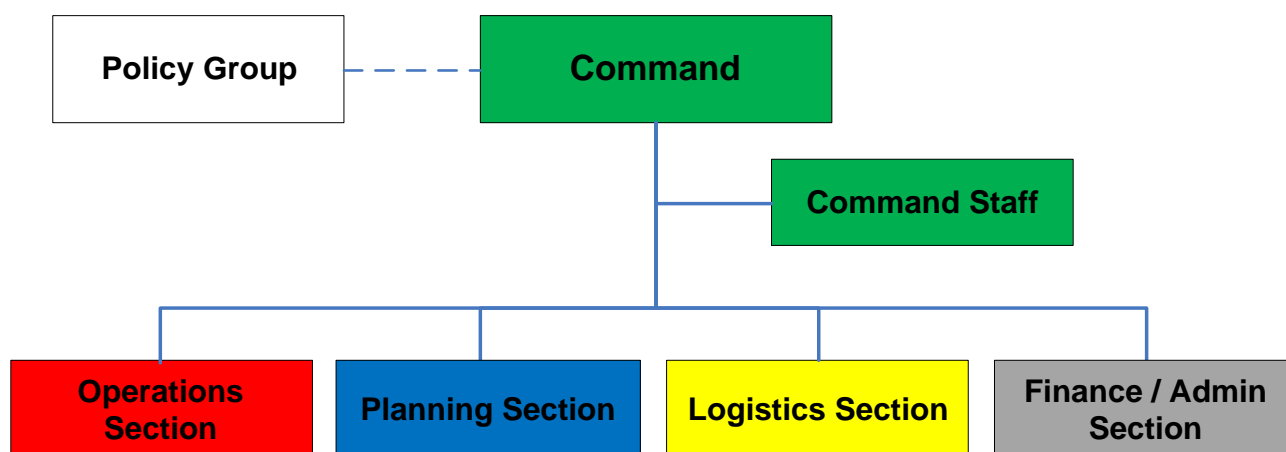 Policy Group
Command
Command Staff
Operations
Section
Planning Section
Logistics Section
Finance / Admin
Section